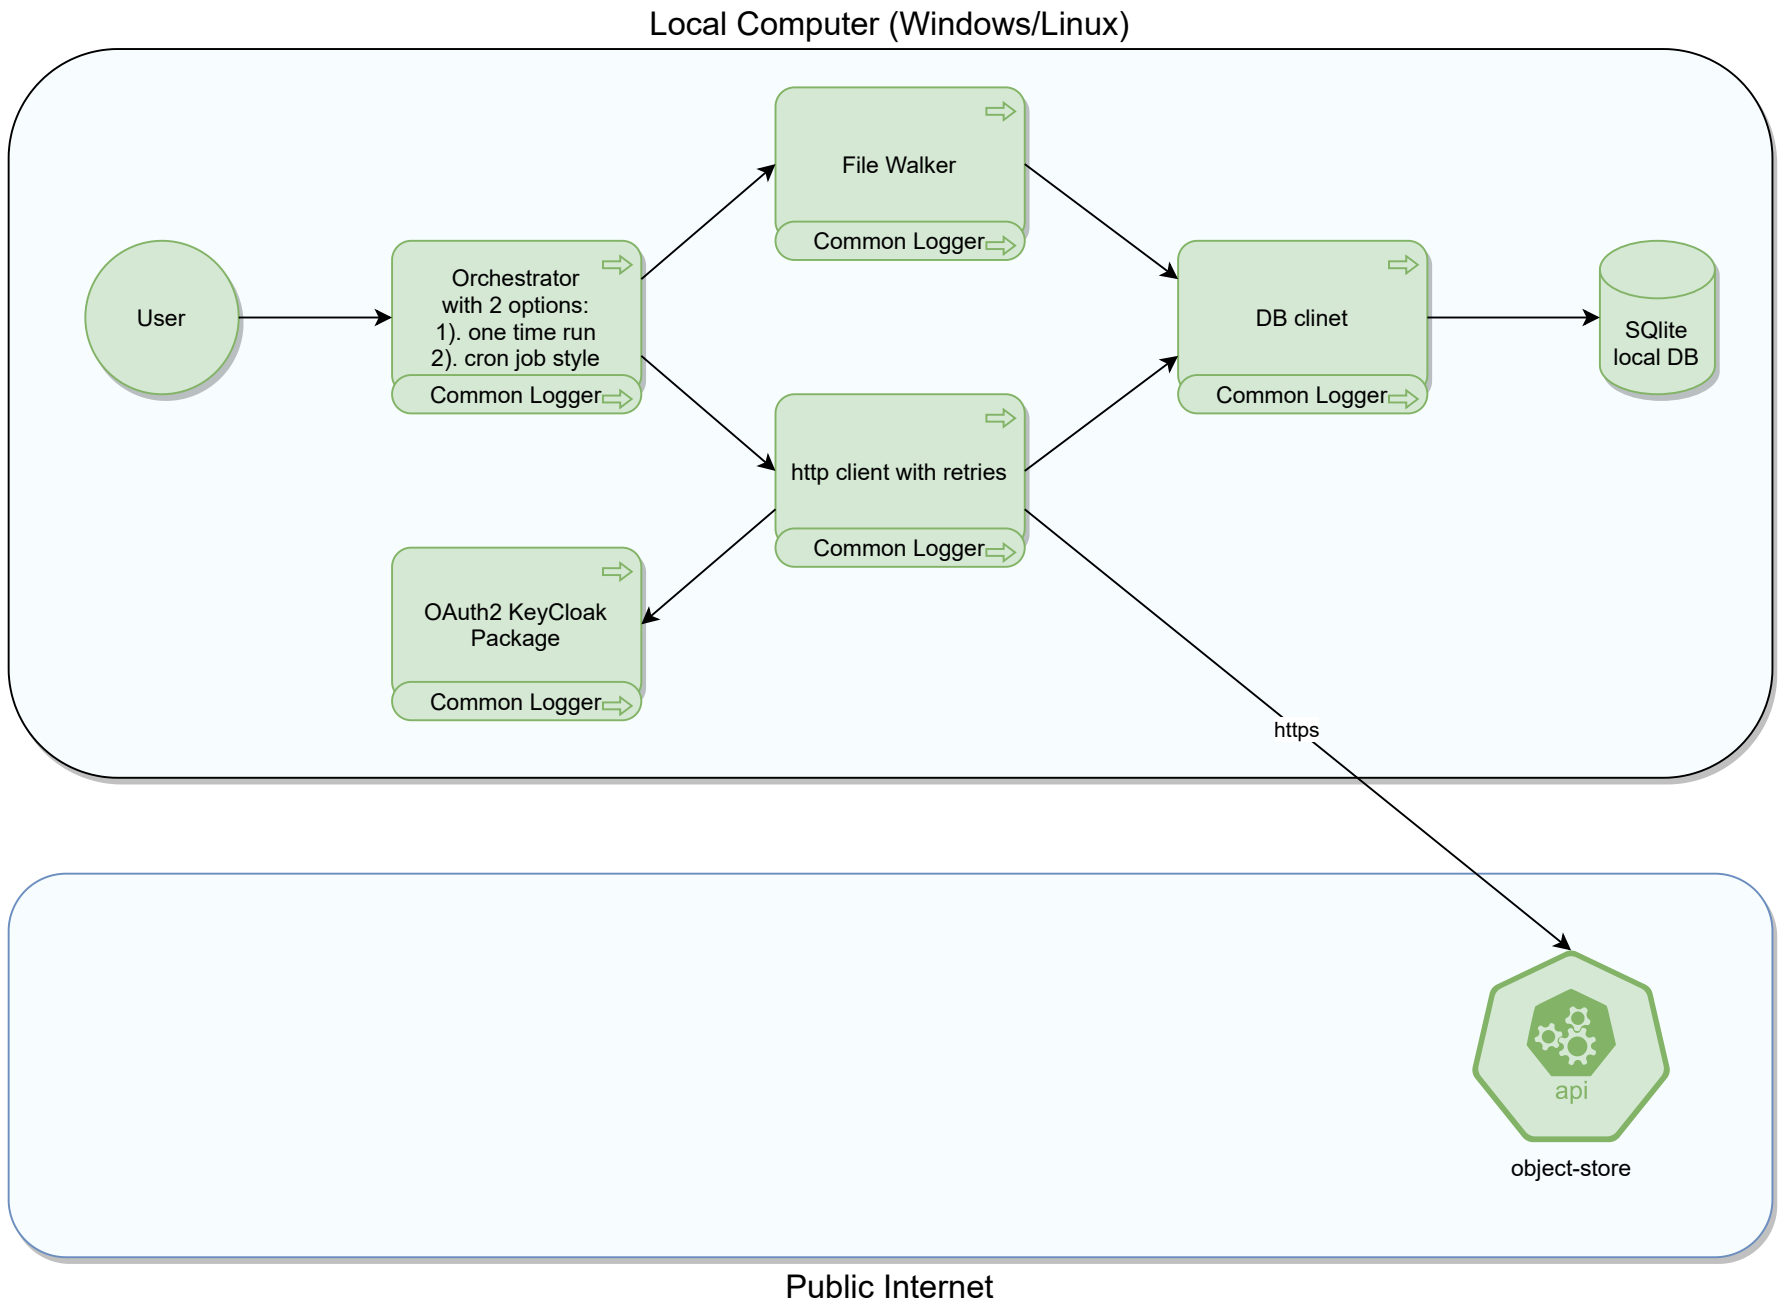 Local Computer (Windows/Linux)
File Walker
Common Logger
User
Orchestrator
with 2 options:
1). one time run
2). cron job style
Common Logger
DB clinet
Common Logger
SQlite
local DB
http client with retries
Common Logger
OAuth2 KeyCloak
Package
Common Logger
https
api
object-store
Public Internet